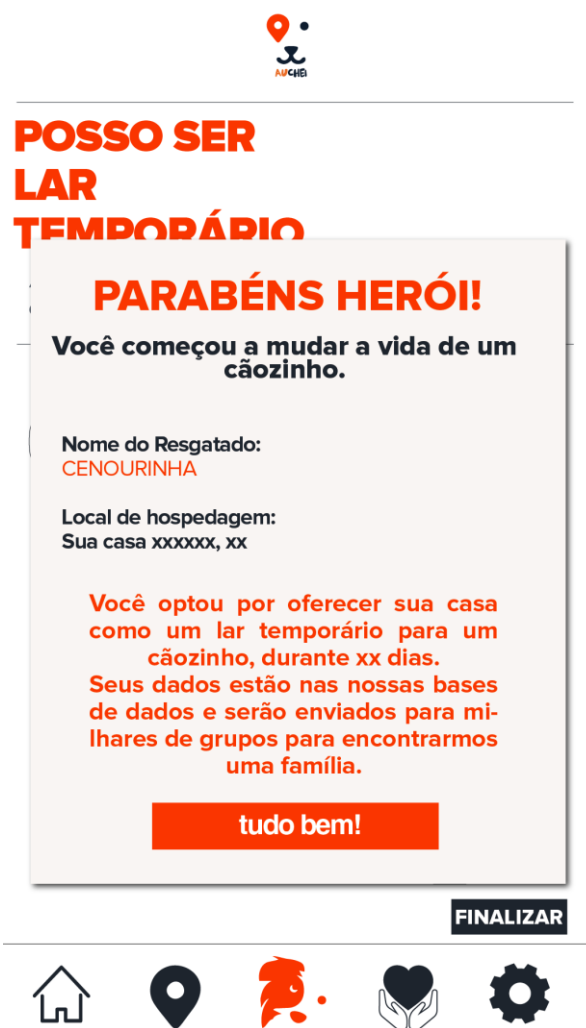 AUCHEI
POSSO SER
LAR
TEMPORÁRIO
PARABÉNS HERÓI!
Você começou a mudar a vida de um
cãozinho.
Nome do Resgatado:
CENOURINHA
Local de hospedagem:
Sua casa xxxxxx, xx
Você optou por oferecer sua casa
como um lar temporário para um
cãozinho, durante xx dias.
Seus dados estão nas nossas bases
de dados e serão enviados para mi-
lhares de grupos para encontrarmos
uma família.
tudo bem!
FINALIZAR